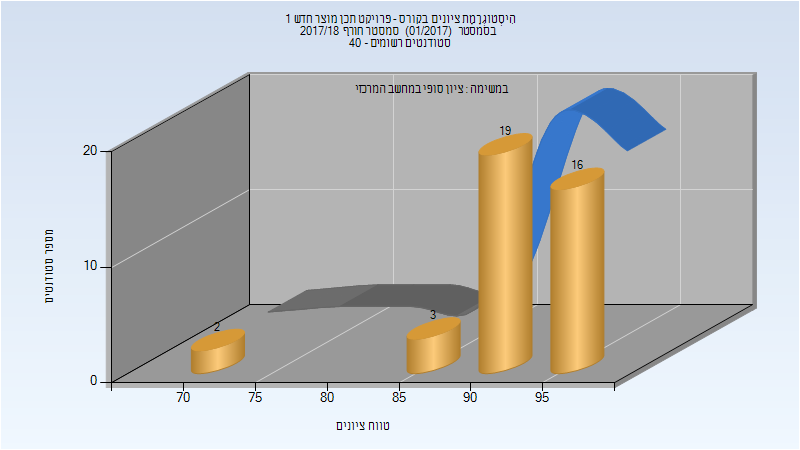 היסטוגרמת ציונים בקורס - פרויקט תכן מוצר חדש 1
בסמסטר (01/2017) סמסטר חורף 2017/18
סטודנטים רשומים - 40
במשימה : ציון סופי במחשב המרכזי
19
16
20
10
3
2
0
מספר סטודנטים
70 75 80 85 90 95
טווח ציונים